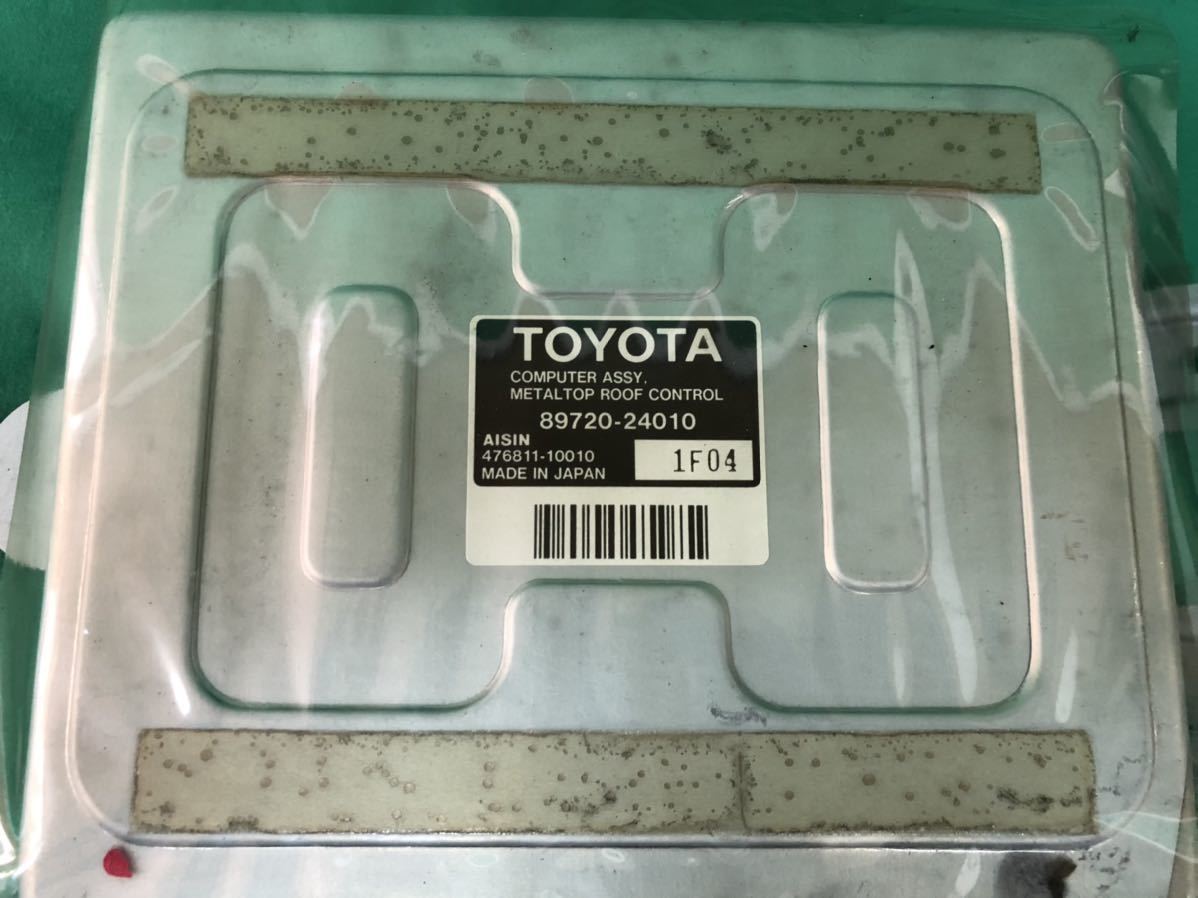 TOYOTA
COMPUTER ASSY,
METALTOP ROOF CONTROL
89720-24010
AISIN
476811-10010
MADE IN JAPAN
1F04